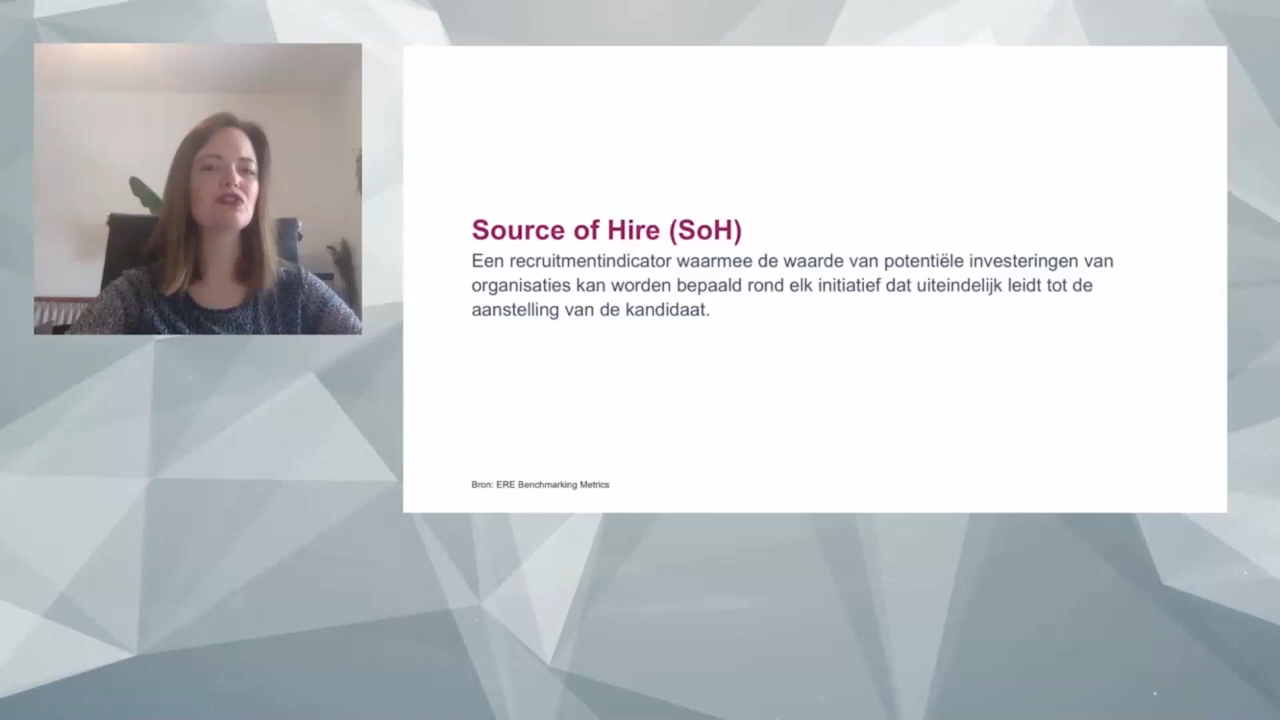 Source of Hire (SoH)
Een recruitmentindicator waarmee de waarde van potentiële investeringen van
organisaties kan worden bepaald rond elk initiatief dat uiteindelijk leidt tot de
aanstelling van de kandidaat.
Bron: ERE Benchmarking Metrics